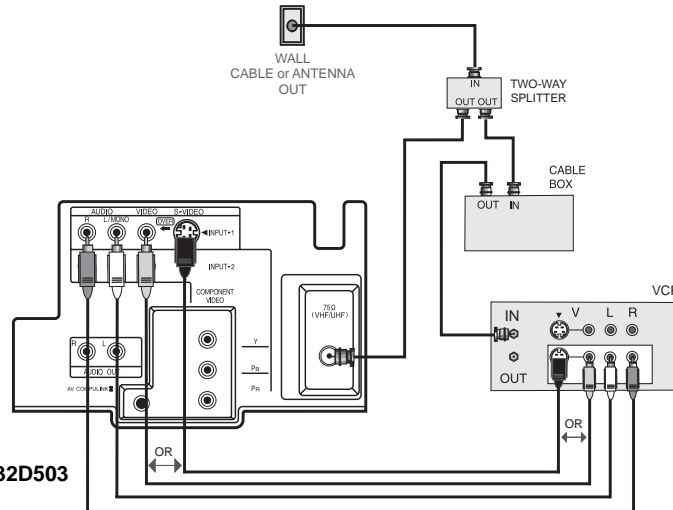 WALL
CABLE or ANTENNA
OUT
IN
OUT OUT
TWO-WAY
SPLITTER
CABLE
BOX
OUT IN
AUDIO VIDEO S-VIDEO
R L/MONO OVER
INPUT-1
INPUT-2
COMPONENT
VIDEO
75Ω
(VHF/UHF)
Y
PB
PR
R L
AUDIO OUT
AV COMPULINK II
VCR
IN V L R
OUT
OR
OR
32D503